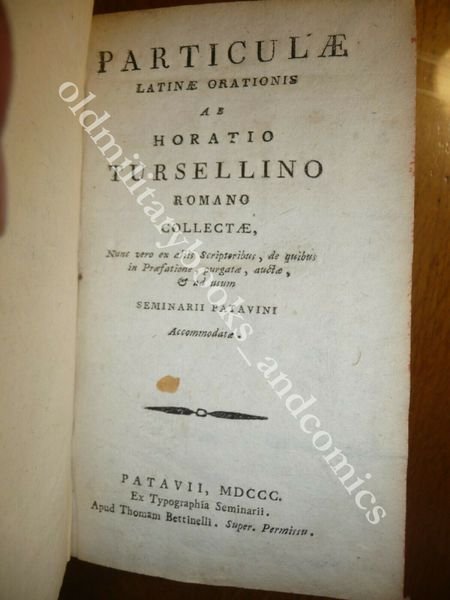 PARTICULÆ
LATINÆ ORATIONIS
AB
HORATIO
TURSELLINO
ROMANO
COLLECTÆ,
Nunc vero ex aliis Scriptoribus, de quibus
in Præfatione, purgatæ, auctæ,
& ad usum
SEMINARII PATAVINI
Accommodatæ.
PATAVII, MDCCC.
Ex Typographia Seminarii.
Apud Thomam Bettinelli. Super. Permissu.
oldmilitarybooks_andcomics